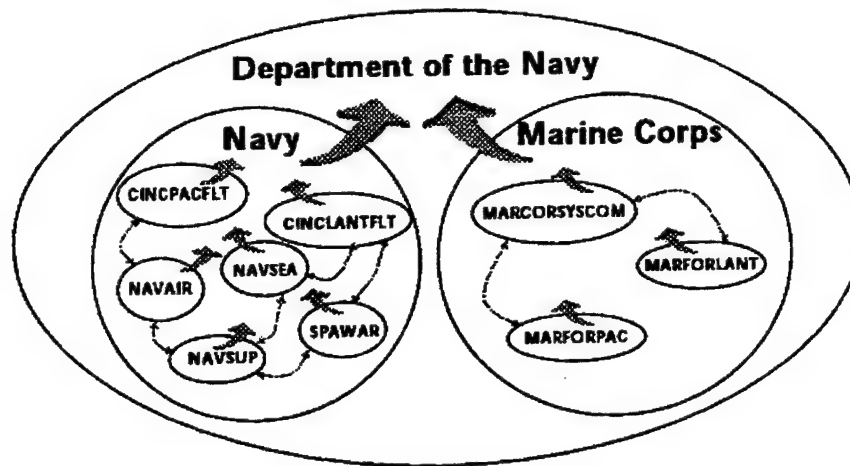 Department of the Navy
Navy
Marine Corps
CINCPACFLT
CINCLANTFLT
MARCORSYSCOM
NAVAIR
NAVSEA
MARFORLANT
NAVSUP
SPAWAR
MARFORPAC